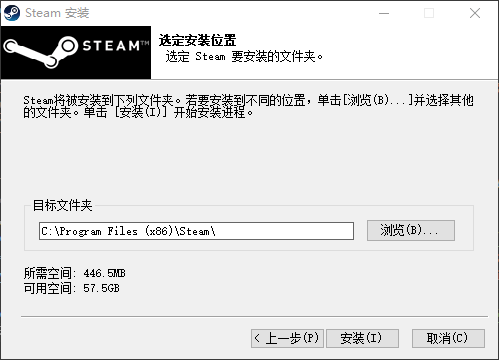 Steam 安装
STEAM™
选定安装位置
选定 Steam 要安装的文件夹。
Steam将被安装到下列文件夹。若要安装到不同的位置，单击[浏览(B)...]并选择其他
的文件夹。单击 [安装(I)] 开始安装进程。
目标文件夹
C:\Program Files (x86)\Steam\
浏览(B)...
所需空间: 446.5MB
可用空间: 57.5GB
< 上一步(P)
安装(I)
取消(C)